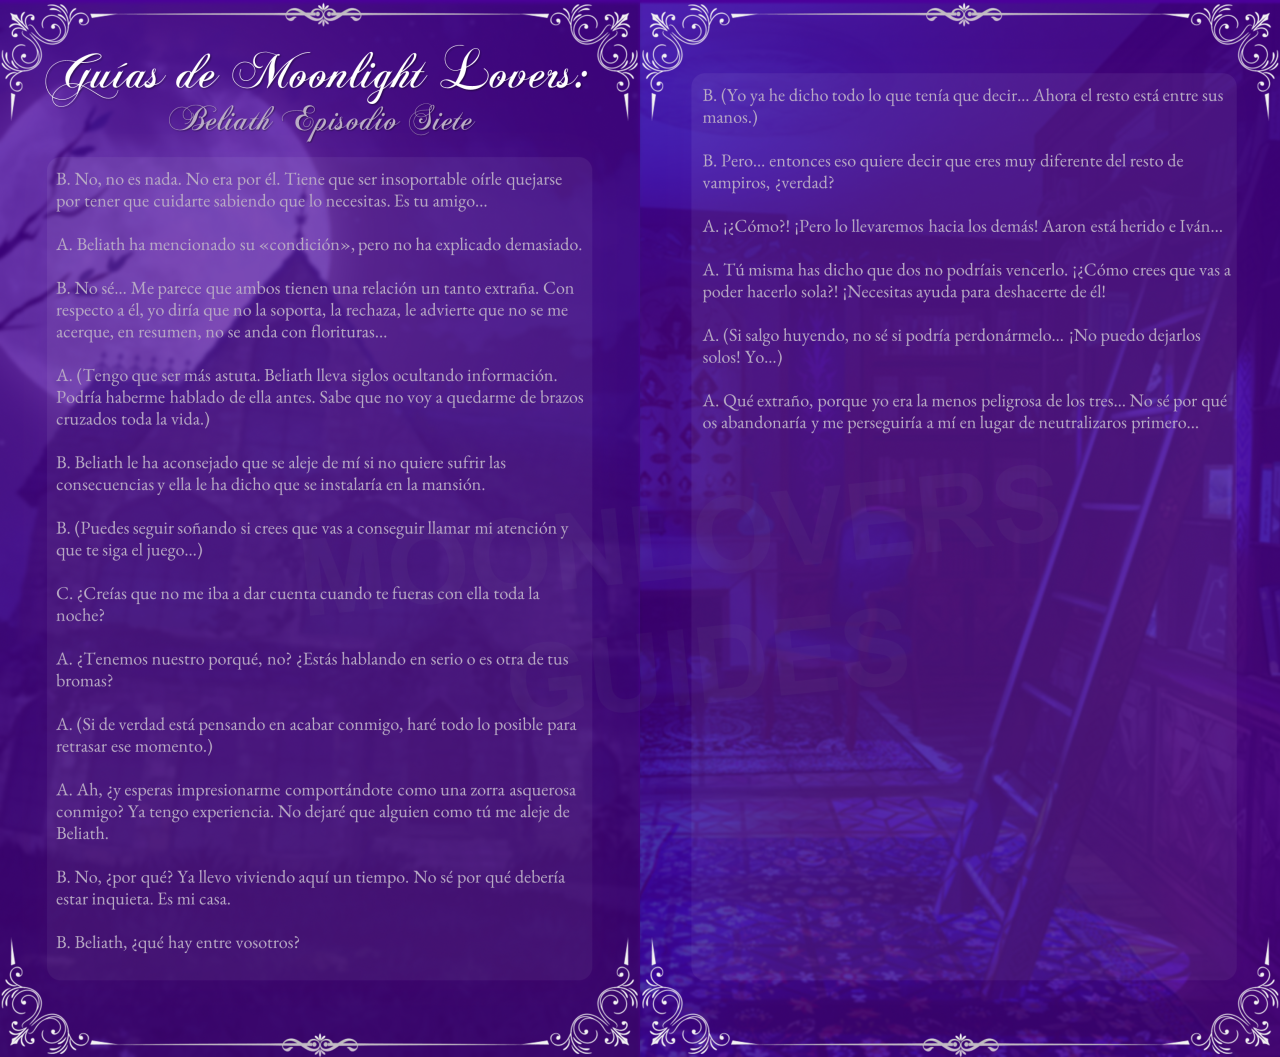 Guías de Moonlight Lovers:
Beliath Episodio Siete
B. No, no es nada. No era por él. Tiene que ser insoportable oírle quejarse
por tener que cuidarte sabiendo que lo necesitas. Es tu amigo...
A. Beliath ha mencionado su «condición», pero no ha explicado demasiado.
B. No sé... Me parece que ambos tienen una relación un tanto extraña. Con
respecto a él, yo diría que no la soporta, la rechaza, le advierte que no se me
acerque, en resumen, no se anda con florituras...
A. (Tengo que ser más astuta. Beliath lleva siglos ocultando información.
Podría haberme hablado de ella antes. Sabe que no voy a quedarme de brazos
cruzados toda la vida.)
B. Beliath le ha aconsejado que se aleje de mí si no quiere sufrir las
consecuencias y ella le ha dicho que se instalaría en la mansión.
B. (Puedes seguir soñando si crees que vas a conseguir llamar mi atención y
que te siga el juego...)
C. ¿Creías que no me iba a dar cuenta cuando te fueras con ella toda la
noche?
A. ¿Tenemos nuestro porqué, no? ¿Estás hablando en serio o es otra de tus
bromas?
A. (Si de verdad está pensando en acabar conmigo, haré todo lo posible para
retrasar ese momento.)
A. Ah, ¿y esperas impresionarme comportándote como una zorra asquerosa
conmigo? Ya tengo experiencia. No dejaré que alguien como tú me aleje de
Beliath.
B. No, ¿por qué? Ya llevo viviendo aquí un tiempo. No sé por qué debería
estar inquieta. Es mi casa.
B. Beliath, ¿qué hay entre vosotros?
B. (Yo ya he dicho todo lo que tenía que decir... Ahora el resto está entre sus
manos.)
B. Pero... entonces eso quiere decir que eres muy diferente del resto de
vampiros, ¿verdad?
A. ¡¿Cómo?! ¡Pero lo llevaremos hacia los demás! Aaron está herido e Iván...
A. Tú misma has dicho que dos no podríais vencerlo. ¡¿Cómo crees que vas a
poder hacerlo sola?! ¡Necesitas ayuda para deshacerte de él!
A. (Si salgo huyendo, no sé si podría perdonármelo... ¡No puedo dejarlos
solos! Yo...)
A. Qué extraño, porque yo era la menos peligrosa de los tres... No sé por qué
os abandonaría y me perseguiría a mí en lugar de neutralizaros primero...
MOONLOVERS
GUIDES